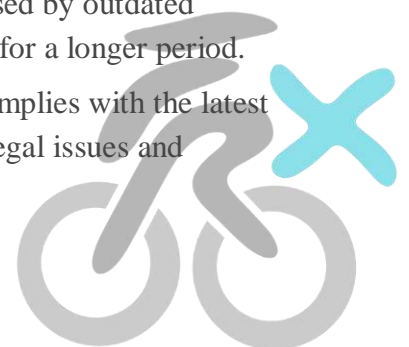 sed by outdated
for a longer period.
mplies with the latest
egal issues and